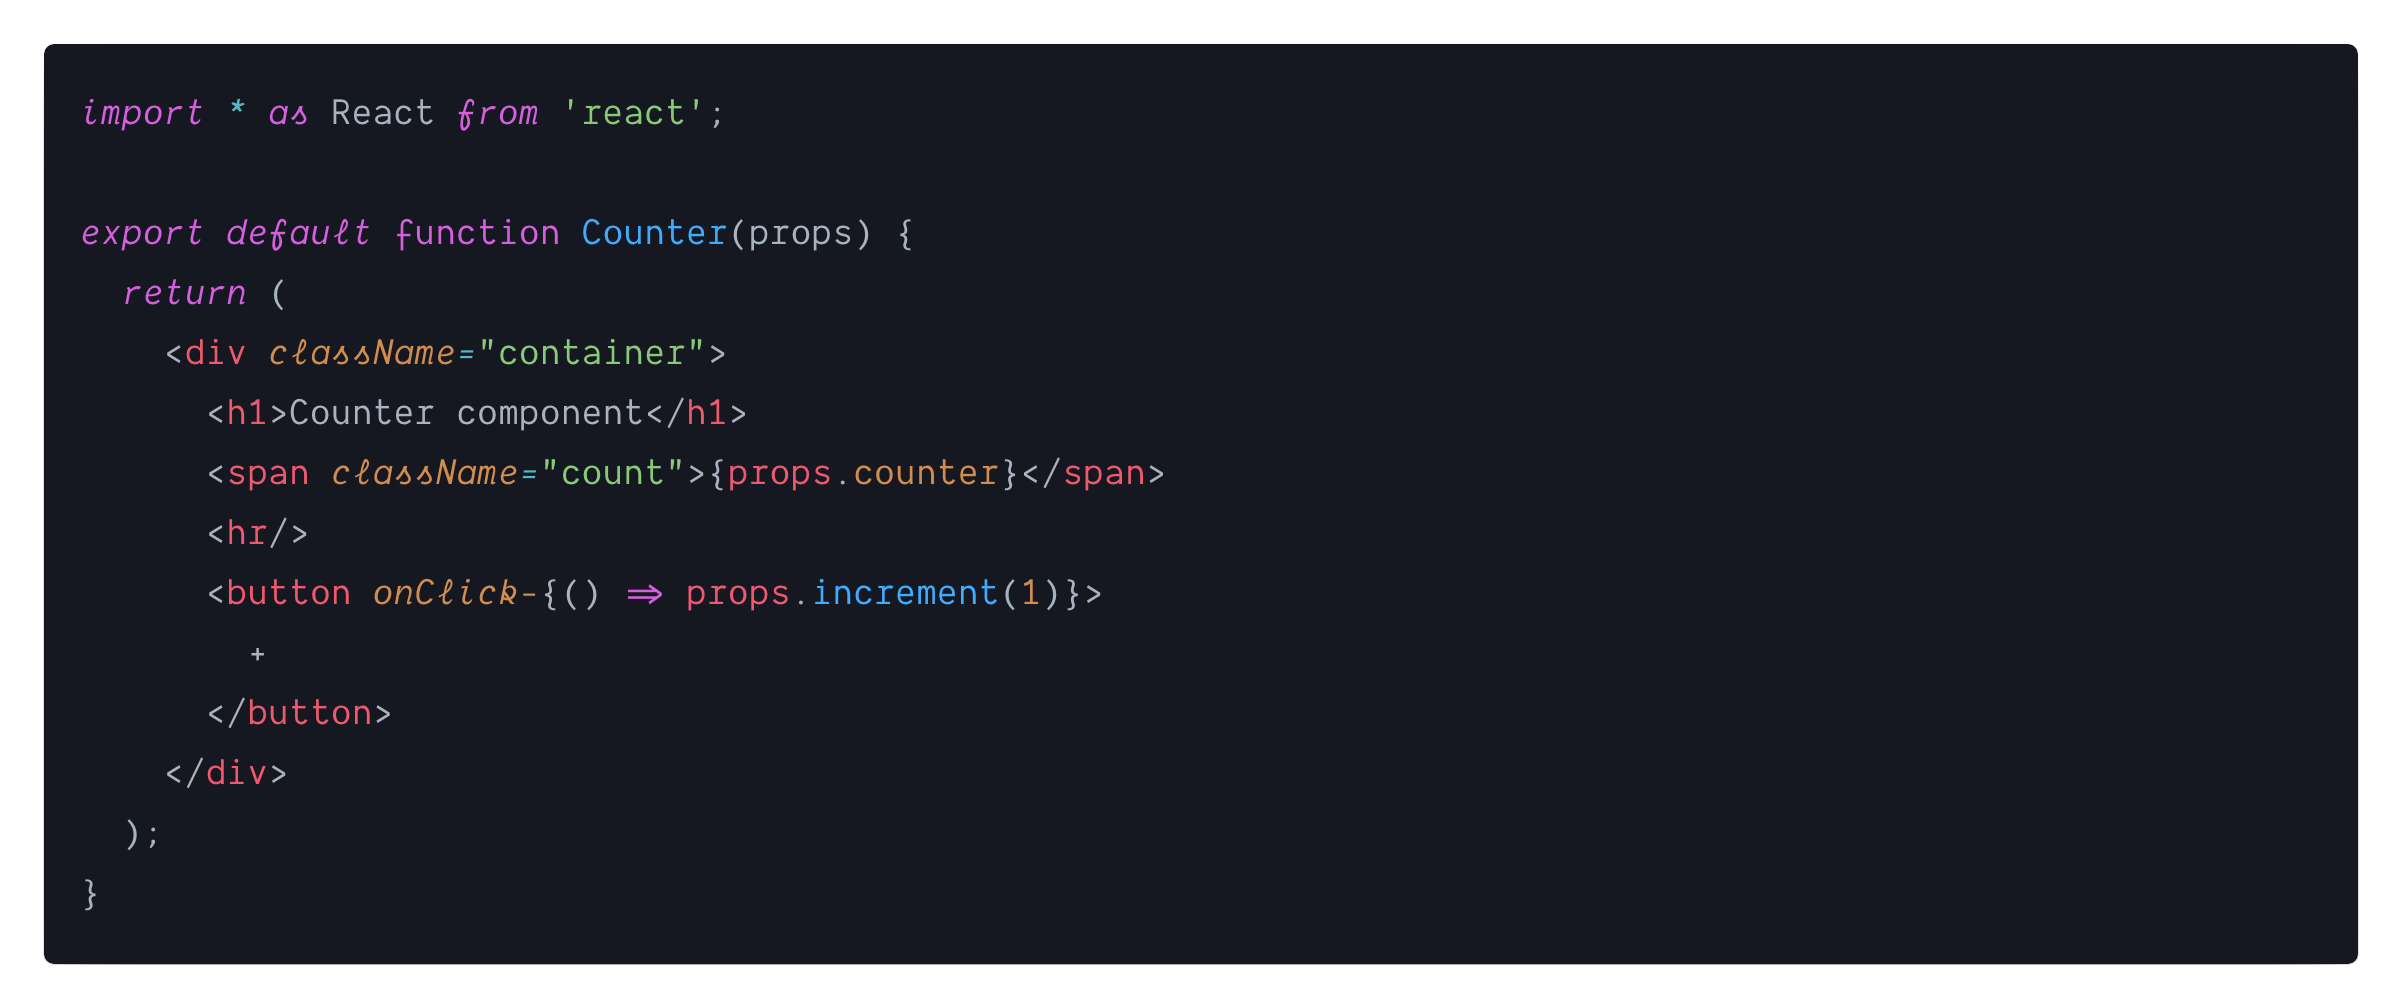 import * as React from 'react';
export default function Counter(props) {
return (
<div className="container">
<h1>Counter component</h1>
<span className="count">{props.counter}</span>
<hr/>
<button onClick-{() => props.increment(1)}>
+
</button>
</div>
);
}